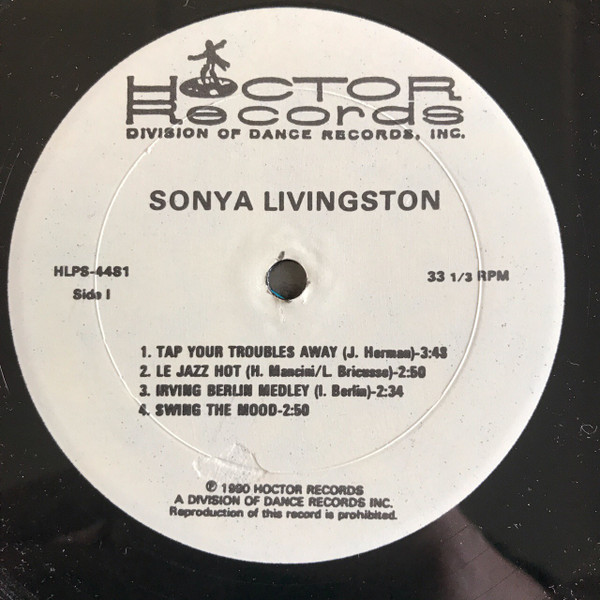 HOCTOR
Records
DIVISION OF DANCE RECORDS, INC.
SONYA LIVINGSTON
HLPS-4481
Side I
33 1/3 RPM
1. TAP YOUR TROUBLES AWAY (J. Herman)-3:48
2. LE JAZZ HOT (H. Mancini/L. Bricusse)-2:50
3. IRVING BERLIN MEDLEY (I. Berlin)-2:34
4. SWING THE MOOD-2:50
℗ 1990 HOCTOR RECORDS
A DIVISION OF DANCE RECORDS INC.
Reproduction of this record is prohibited.